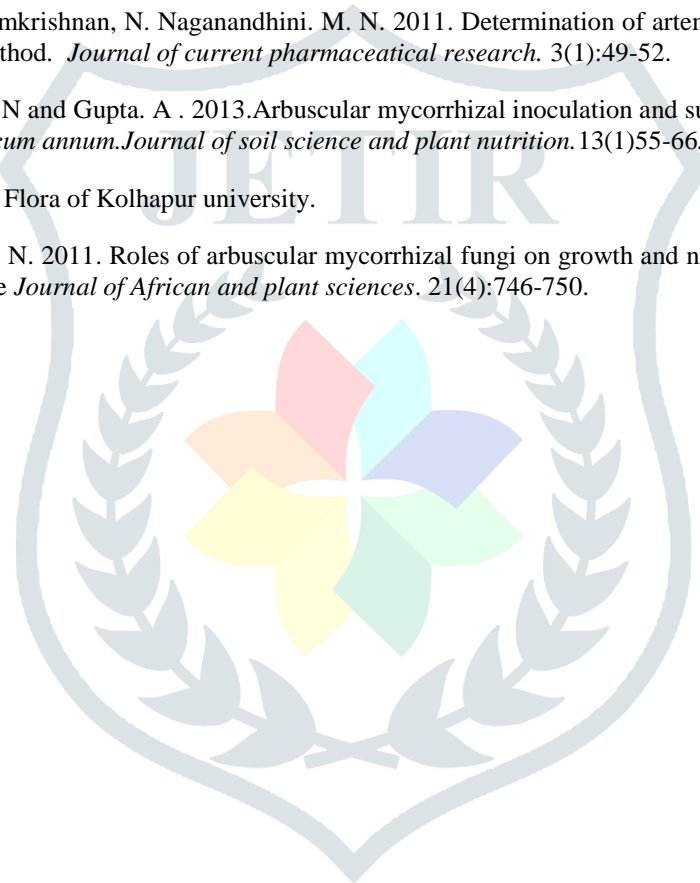 mkrishnan, N. Naganandhini. M. N. 2011. Determination of arte
thod. Journal of current pharmaceatical research. 3(1):49-52.
N and Gupta. A . 2013.Arbuscular mycorrhizal inoculation and su
cum annum.Journal of soil science and plant nutrition.13(1)55-66.
Flora of Kolhapur university.
JETIR
N. 2011. Roles of arbuscular mycorrhizal fungi on growth and n
e Journal of African and plant sciences. 21(4):746-750.